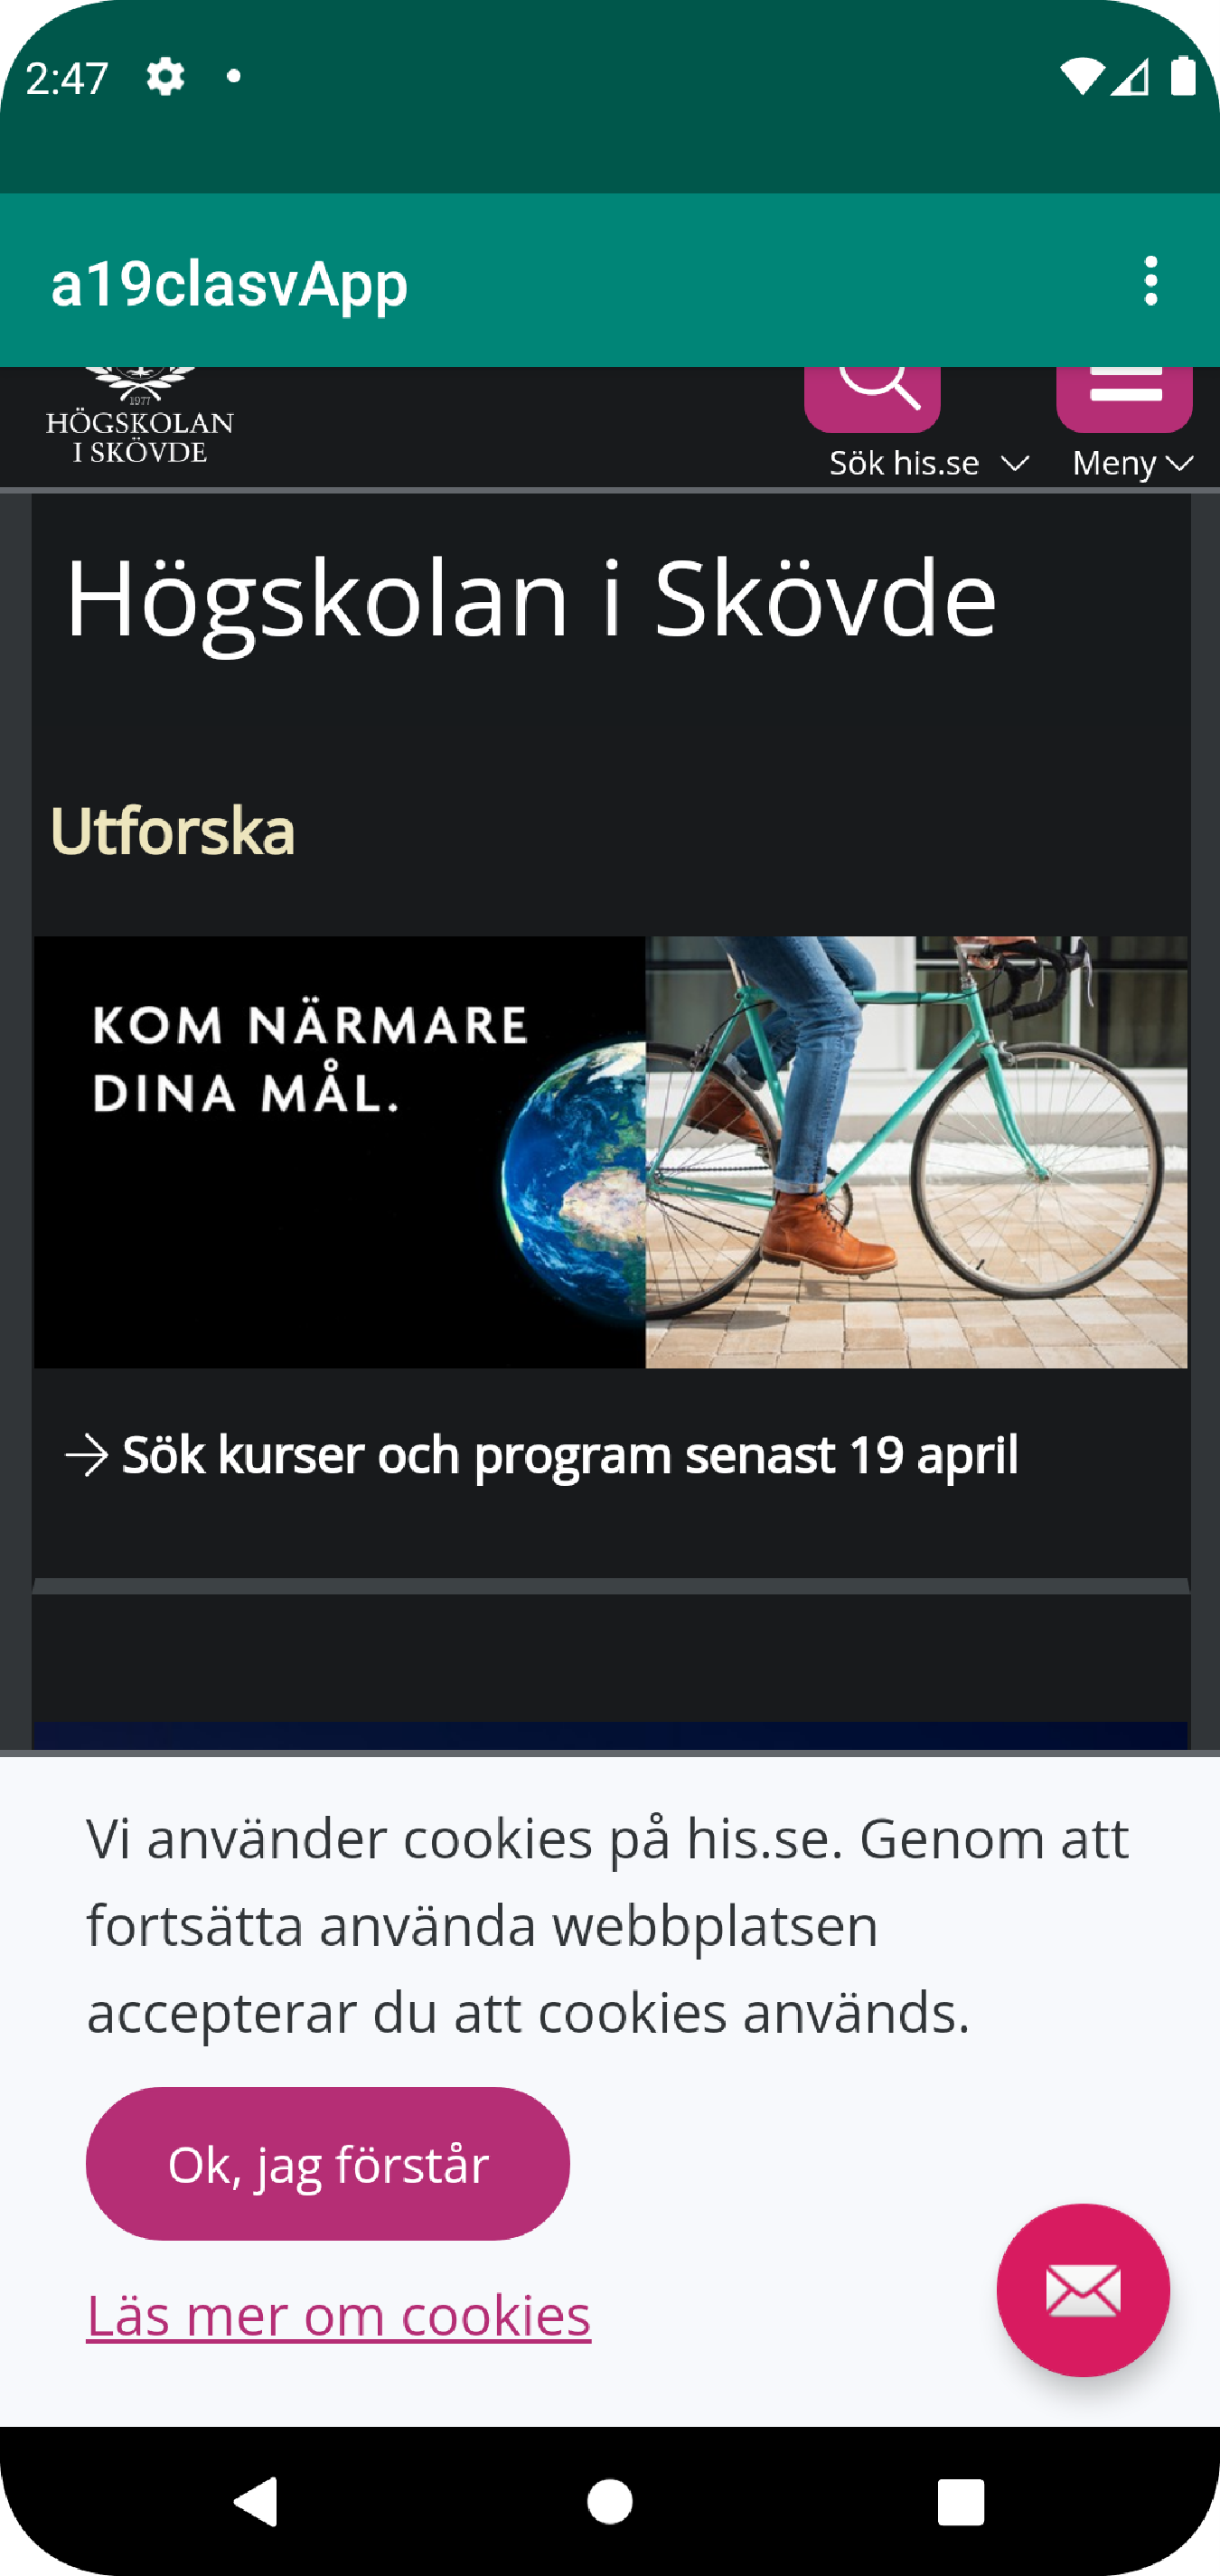 2:47
a19clasvApp
1977
HÖGSKOLAN
I SKÖVDE
Sök his.se
Meny
Högskolan i Skövde
Utforska
KOM NÄRMARE
DINA MÅL.
Sök kurser och program senast 19 april
Vi använder cookies på his.se. Genom att
fortsätta använda webbplatsen
accepterar du att cookies används.
Ok, jag förstår
Läs mer om cookies